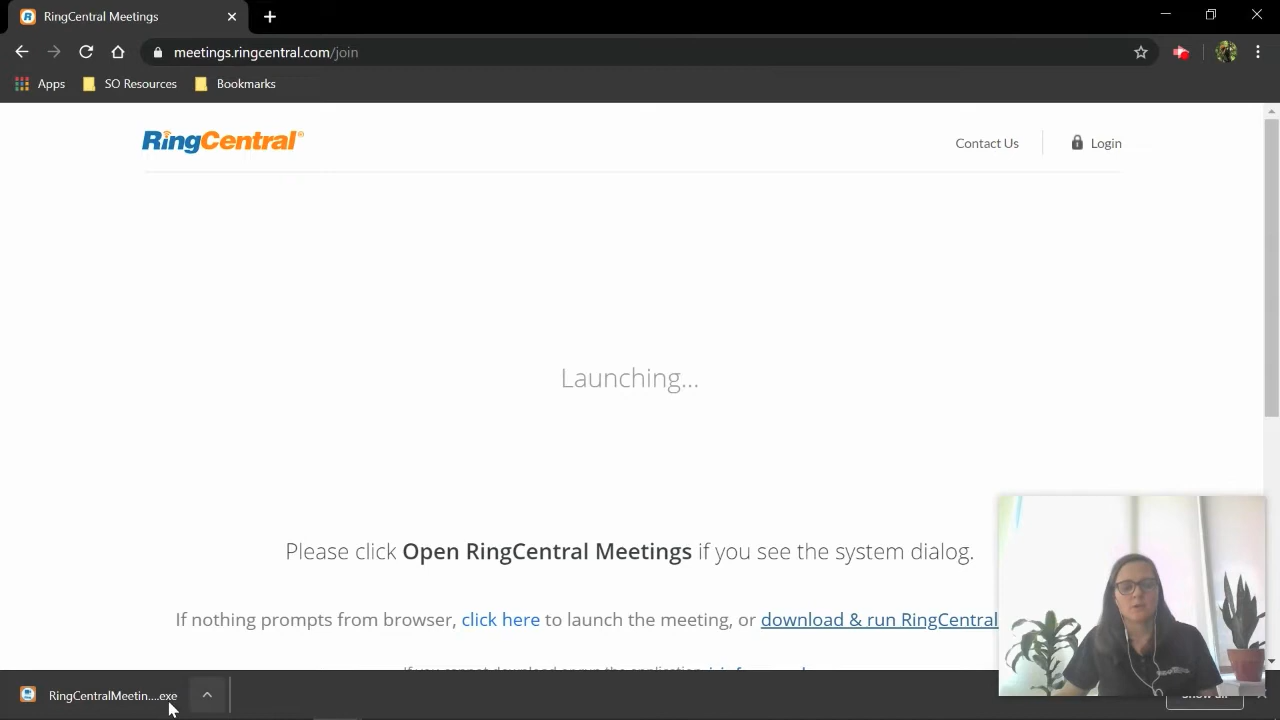 RingCentral Meetings
meetings.ringcentral.com/join
Apps SO Resources Bookmarks
RingCentral®
Contact Us Login
Launching...
Please click Open RingCentral Meetings if you see the system dialog.
If nothing prompts from browser, click here to launch the meeting, or download & run RingCentral
RingCentralMeetin....exe